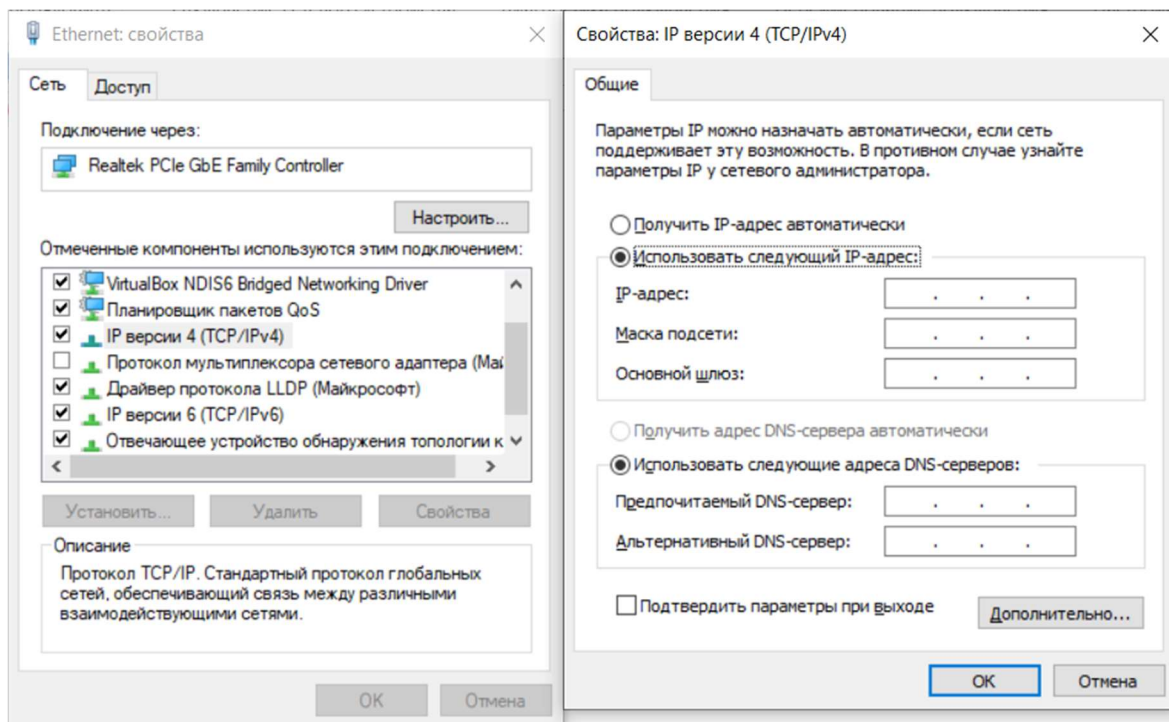 Ethernet: свойства
Сеть
Доступ
Подключение через:
Realtek PCIe GbE Family Controller
Настроить...
Отмеченные компоненты используются этим подключением:
VirtualBox NDIS6 Bridged Networking Driver
Планировщик пакетов QoS
IP версии 4 (TCP/IPv4)
Протокол мультиплексора сетевого адаптера (Май
Драйвер протокола LLDP (Майкрософт)
IP версии 6 (TCP/IPv6)
Отвечающее устройство обнаружения топологии к
Установить...
Удалить
Свойства
Описание
Протокол TCP/IP. Стандартный протокол глобальных
сетей, обеспечивающий связь между различными
взаимодействующими сетями.
ОК
Отмена
Свойства: IP версии 4 (TCP/IPv4)
Общие
Параметры IP можно назначать автоматически, если сеть
поддерживает эту возможность. В противном случае узнайте
параметры IP у сетевого администратора.
Получить IP-адрес автоматически
Использовать следующий IP-адрес:
IP-адрес:
Маска подсети:
Основной шлюз:
Получить адрес DNS-сервера автоматически
Использовать следующие адреса DNS-серверов:
Предпочитаемый DNS-сервер:
Альтернативный DNS-сервер:
Подтвердить параметры при выходе
Дополнительно...
ОК
Отмена